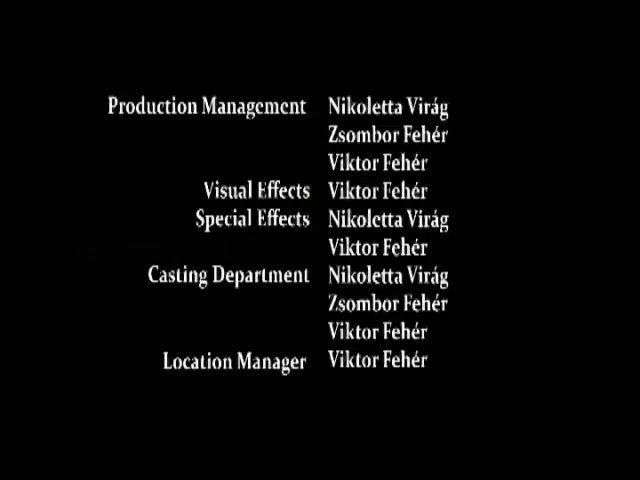 Production Management Nikoletta Virág
Zsombor Fehér
Viktor Fehér
Visual Effects Viktor Fehér
Special Effects Nikoletta Virág
Viktor Fehér
Casting Department Nikoletta Virág
Zsombor Fehér
Viktor Fehér
Location Manager Viktor Fehér